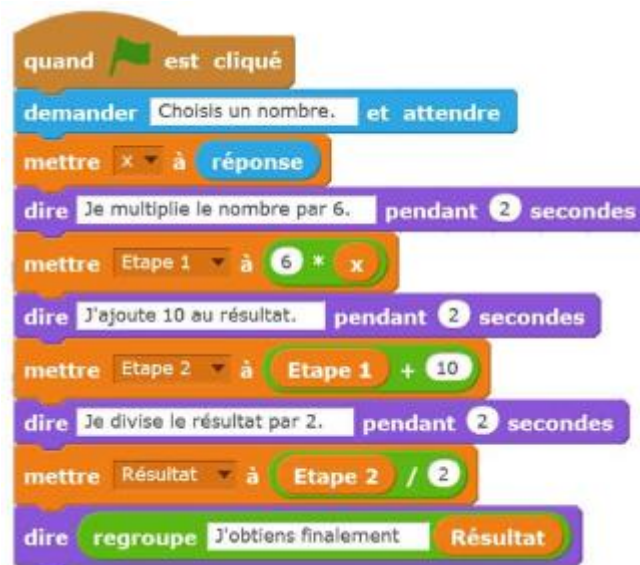 quand est cliqué
demander Choisis un nombre. et attendre
mettre x à réponse
dire Je multiplie le nombre par 6. pendant 2 secondes
mettre Etape 1 à 6 * x
dire J'ajoute 10 au résultat. pendant 2 secondes
mettre Etape 2 à Etape 1 + 10
dire Je divise le résultat par 2. pendant 2 secondes
mettre Résultat à Etape 2 / 2
dire regroupe J'obtiens finalement Résultat